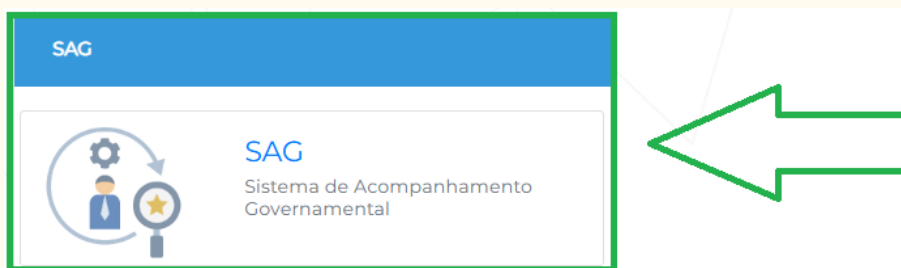 SAG
SAG
Sistema de Acompanhamento
Governamental